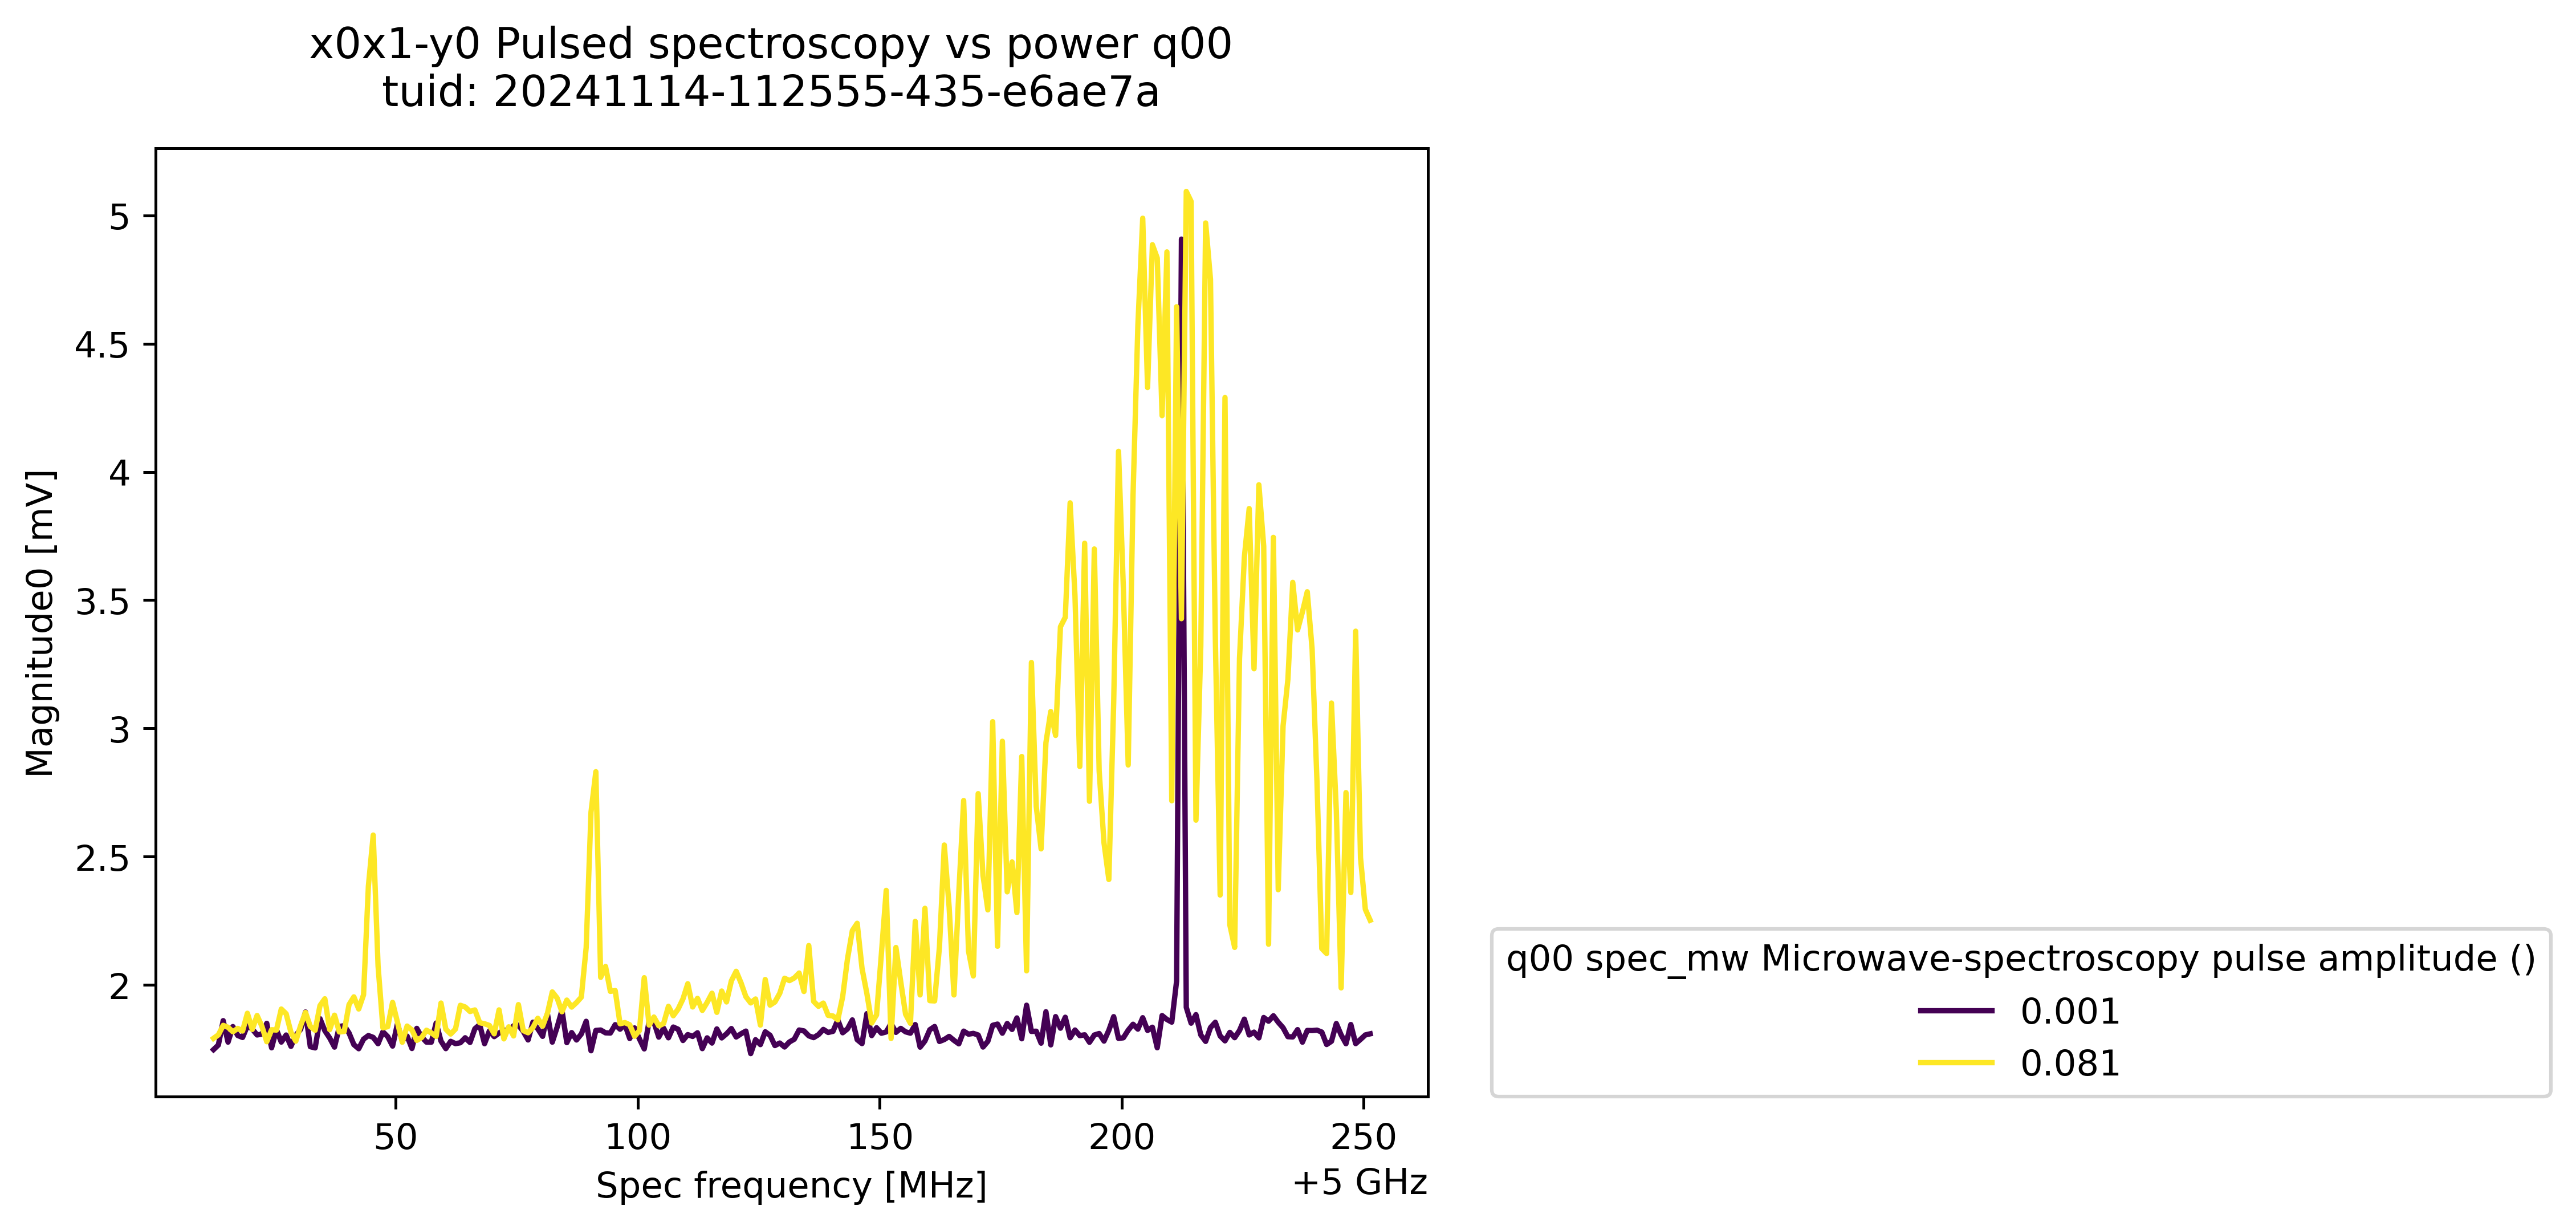 x0x1-y0 Pulsed spectroscopy vs power q00
tuid: 20241114-112555-435-e6ae7a
Magnitude0 [mV]
5
4.5
4
3.5
3
2.5
2
50 100 150 200 250
+5 GHz
Spec frequency [MHz]
q00 spec_mw Microwave-spectroscopy pulse amplitude ()
0.001
0.081